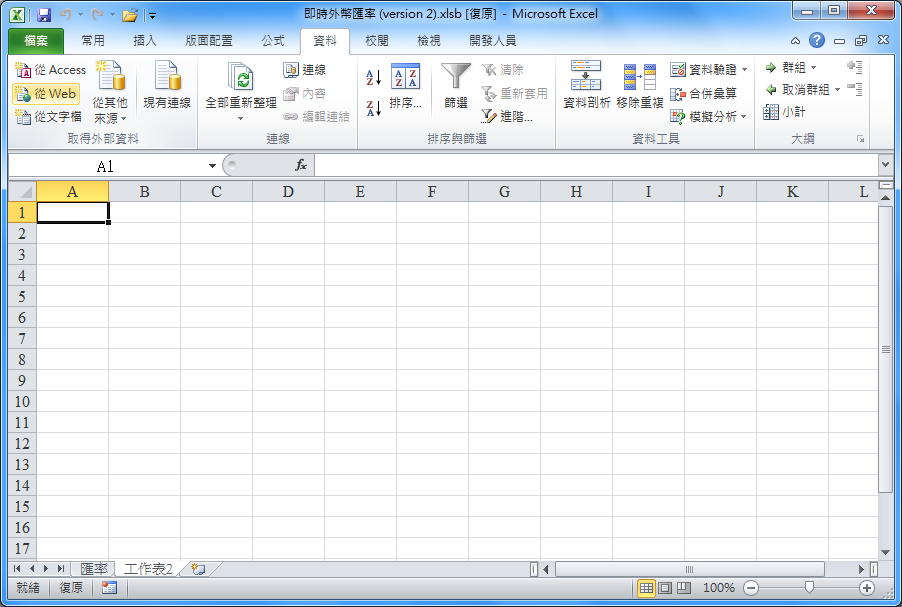 即時外幣匯率 (version 2).xlsb [復原] - Microsoft Excel
檔案 常用 插入 版面配置 公式 資料 校閱 檢視 開發人員
從 Access
從 Web
從文字檔
從其他
來源
現有連線
取得外部資料
全部重新整理
連線
內容
編輯連結
連線
排序...
篩選
清除
重新套用
進階...
排序與篩選
資料剖析
移除重複
資料驗證
合併彙算
模擬分析
資料工具
群組
取消群組
小計
大綱
A1 fx
A B C D E F G H I J K L
1
2
3
4
5
6
7
8
9
10
11
12
13
14
15
16
17
匯率 工作表2
就緒 復原 100%